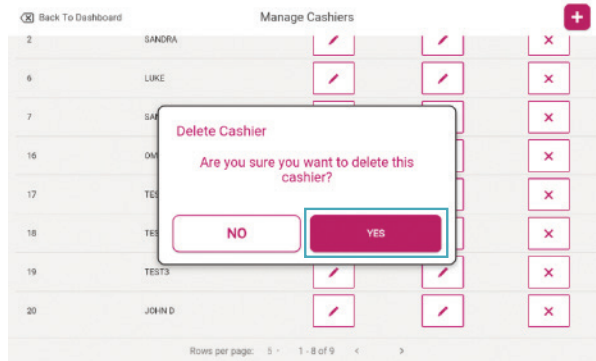 Back To Dashboard Manage Cashiers +
2 SANDRA
6 LUKE
7
16
17
18
19 TEST3
20 JOHN D
Delete Cashier
Are you sure you want to delete this
cashier?
NO YES
Rows per page: 5 1-8 of 9 < >